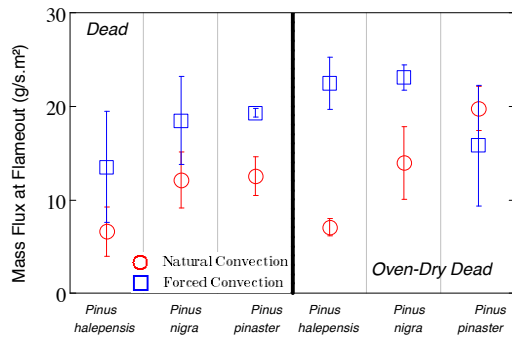 Mass Flux at Flameout (g/s.m²)
30
20
10
0
Dead
Oven-Dry Dead
Natural Convection
Forced Convection
Pinus
halepensis
Pinus
nigra
Pinus
pinaster
Pinus
halepensis
Pinus
nigra
Pinus
pinaster